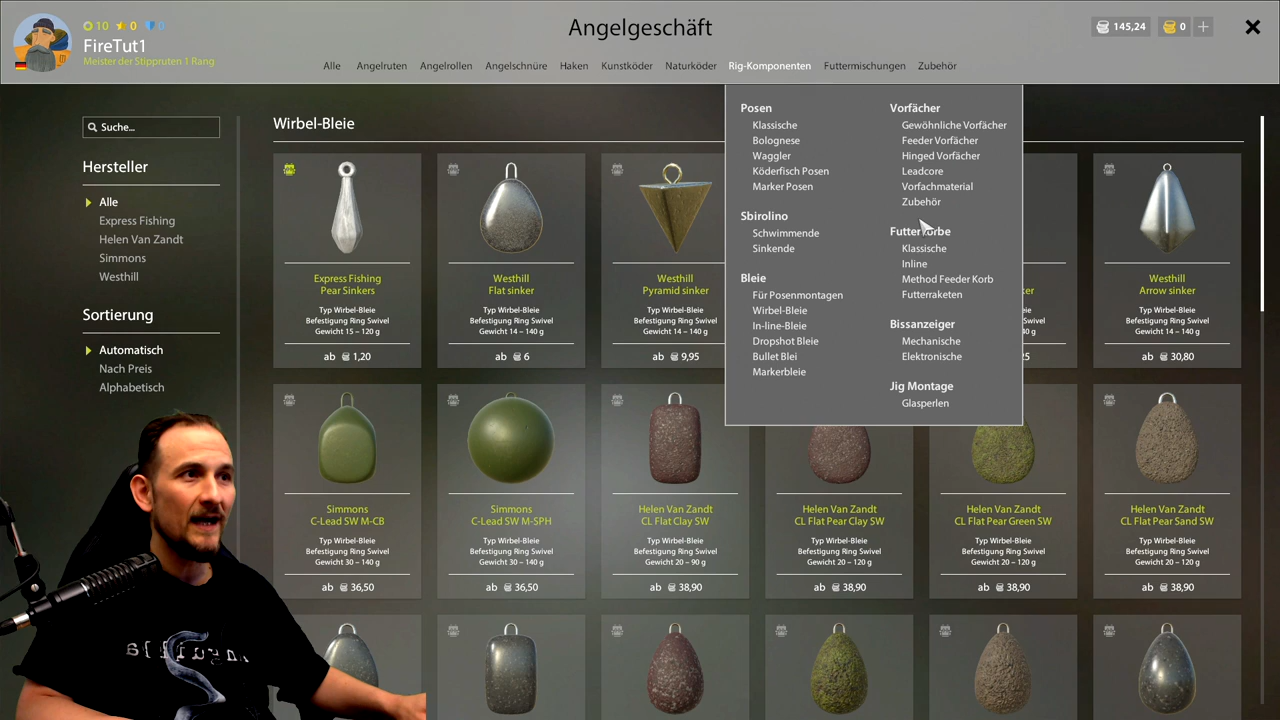 10 0 0
FireTut1
Meister der Stippruten 1 Rang
Angelgeschäft
145,24 0 +
Alle Angelruten Angelrollen Angelschnüre Haken Kunstköder Naturköder Rig-Komponenten Futtermischungen Zubehör
Suche...
Hersteller
Alle
Express Fishing
Helen Van Zandt
Simmons
Westhill
Sortierung
Automatisch
Nach Preis
Alphabetisch
Wirbel-Bleie
Posen
Klassische
Bolognese
Waggler
Köderfisch Posen
Marker Posen
Sbirolino
Schwimmende
Sinkende
Bleie
Für Posenmontagen
Wirbel-Bleie
In-line-Bleie
Dropshot Bleie
Bullet Blei
Markerbleie
Vorfächer
Gewöhnliche Vorfächer
Feeder Vorfächer
Hinged Vorfächer
Leadcore
Vorfachmaterial
Zubehör
Futterkörbe
Klassische
Inline
Method Feeder Korb
Futterraketen
Bissanzeiger
Mechanische
Elektronische
Jig Montage
Glasperlen
Express Fishing
Pear Sinkers
Typ Wirbel-Bleie
Befestigung Ring Swivel
Gewicht 15 – 120 g
ab 1,20
Westhill
Flat sinker
Typ Wirbel-Bleie
Befestigung Ring Swivel
Gewicht 14 – 140 g
ab 6
Westhill
Pyramid sinker
Typ Wirbel-Bleie
Befestigung Ring Swivel
Gewicht 14 – 140 g
ab 9,95
Westhill
Arrow sinker
Typ Wirbel-Bleie
Befestigung Ring Swivel
Gewicht 14 – 140 g
ab 30,80
Simmons
C-Lead SW M-CB
Typ Wirbel-Bleie
Befestigung Ring Swivel
Gewicht 30 – 140 g
ab 36,50
Simmons
C-Lead SW M-SPH
Typ Wirbel-Bleie
Befestigung Ring Swivel
Gewicht 30 – 140 g
ab 36,50
Helen Van Zandt
CL Flat Clay SW
Typ Wirbel-Bleie
Befestigung Ring Swivel
Gewicht 20 – 90 g
ab 38,90
Helen Van Zandt
CL Flat Pear Clay SW
Typ Wirbel-Bleie
Befestigung Ring Swivel
Gewicht 20 – 120 g
ab 38,90
Helen Van Zandt
CL Flat Pear Green SW
Typ Wirbel-Bleie
Befestigung Ring Swivel
Gewicht 20 – 120 g
ab 38,90
Helen Van Zandt
CL Flat Pear Sand SW
Typ Wirbel-Bleie
Befestigung Ring Swivel
Gewicht 20 – 120 g
ab 38,90